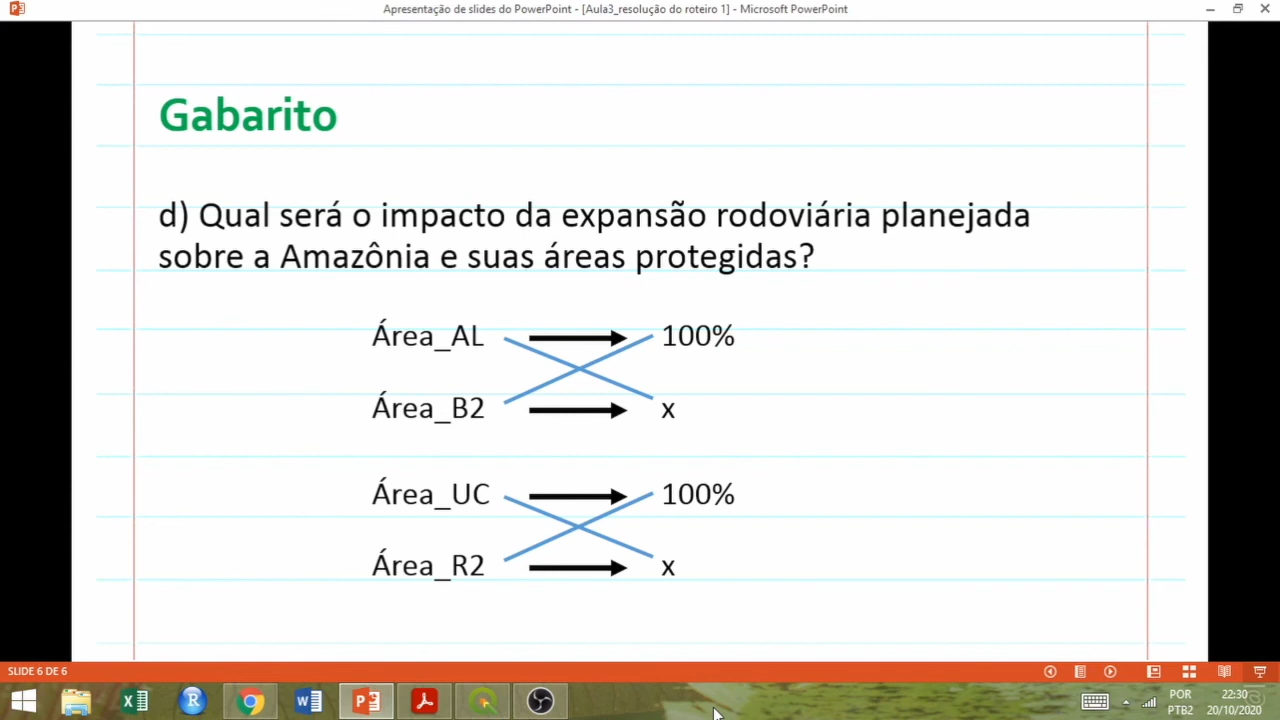 Apresentação de slides do PowerPoint - [Aula3_resolução do roteiro 1] - Microsoft PowerPoint
Gabarito
d) Qual será o impacto da expansão rodoviária planejada
sobre a Amazônia e suas áreas protegidas?
Área_AL 100%
Área_B2 x
Área_UC 100%
Área_R2 x
SLIDE 6 DE 6
POR 22:30
PTB2 20/10/2020